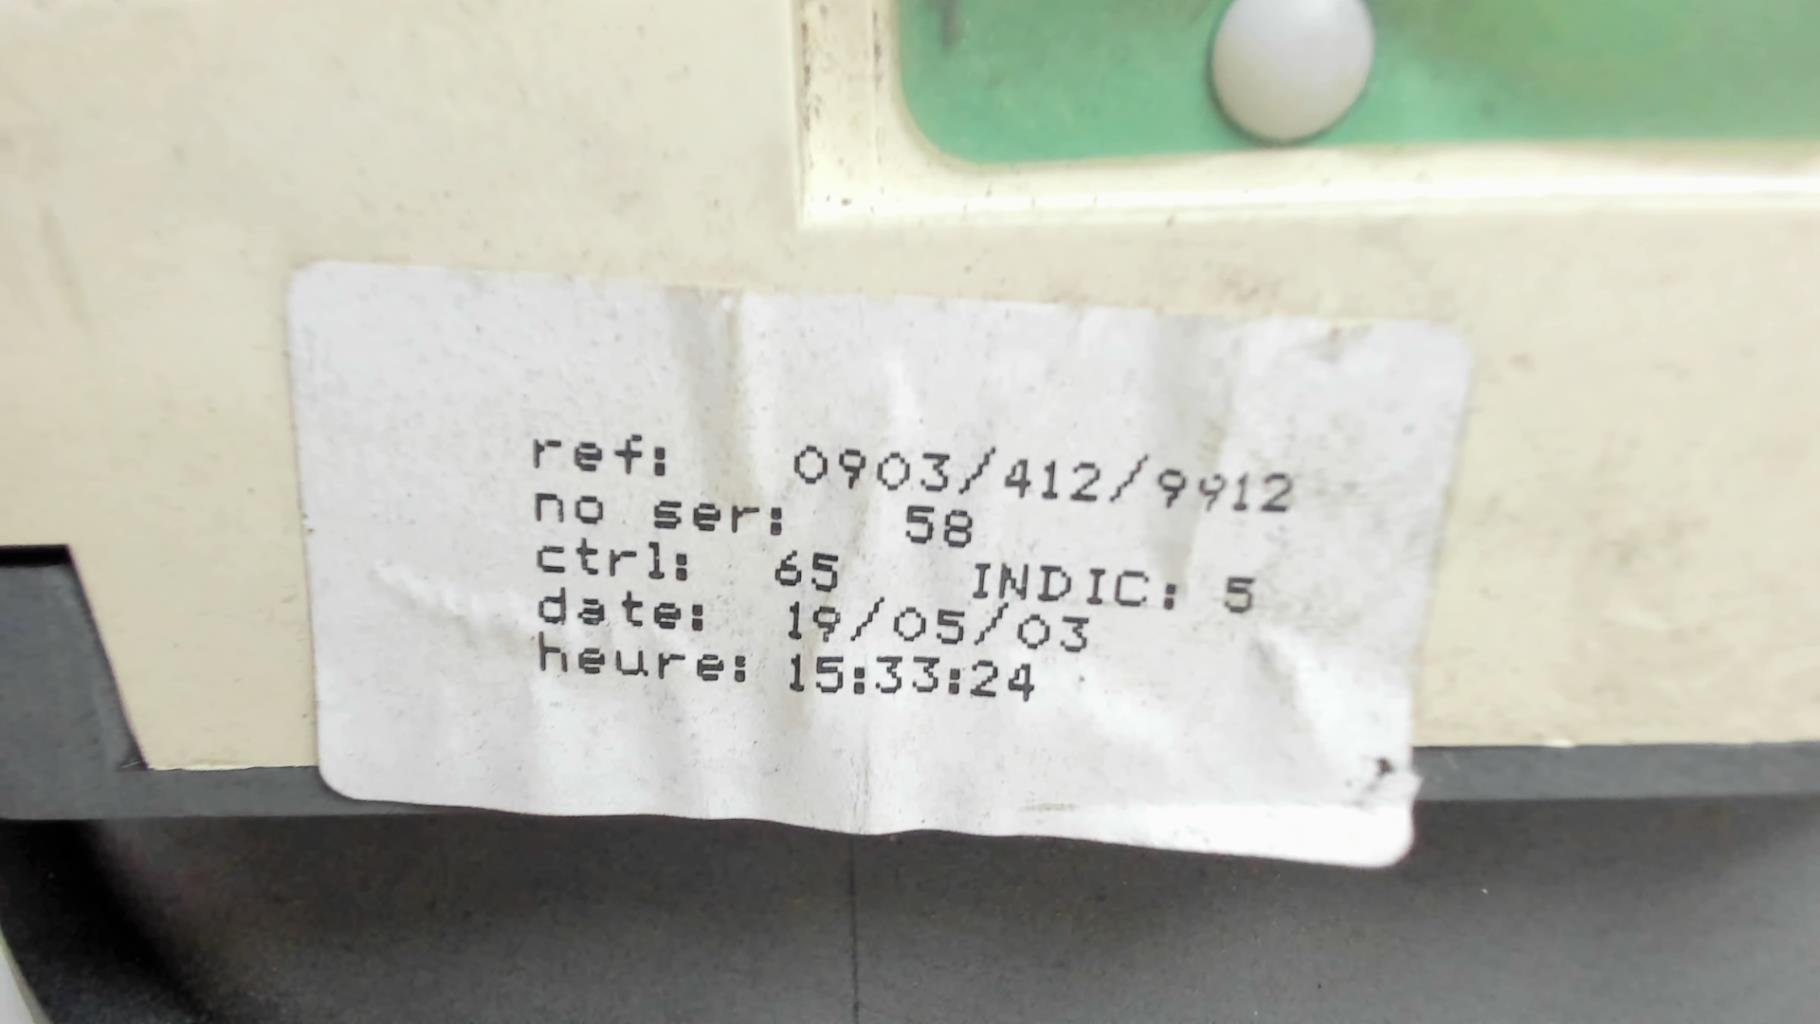 ref: 0903/412/9912
no ser: 58
ctrl: 65 INDIC: 5
date: 19/05/03
heure: 15:33:24